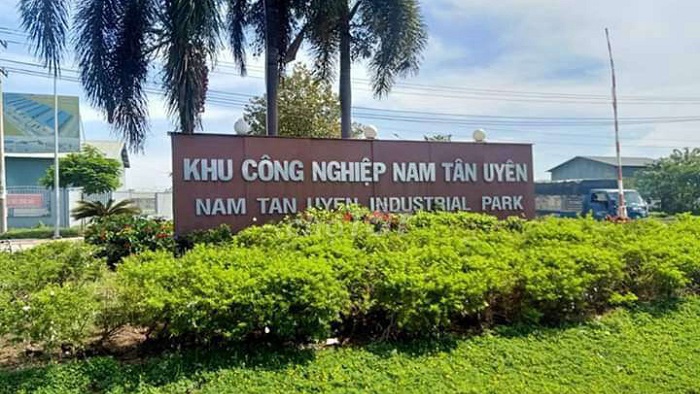 KHU CÔNG NGHIỆP NAM TÂN UYÊN
NAM TAN UYEN INDUSTRIAL PARK